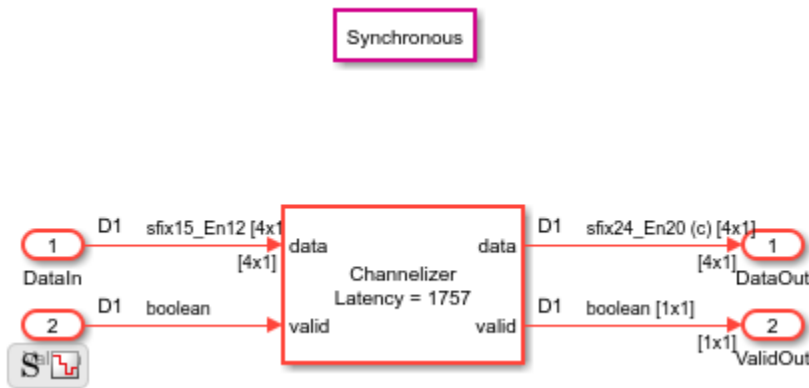 Synchronous
D1 sfix15_En12 [4x1
D1 sfix24_En20 (c) [4x1]
1
data
data
1
[4x1]
[4x1]
DataIn
Channelizer
DataOut
Latency = 1757
D1 boolean
D1 boolean [1x1]
2
valid
valid
2
[1x1]
ValidOut
S